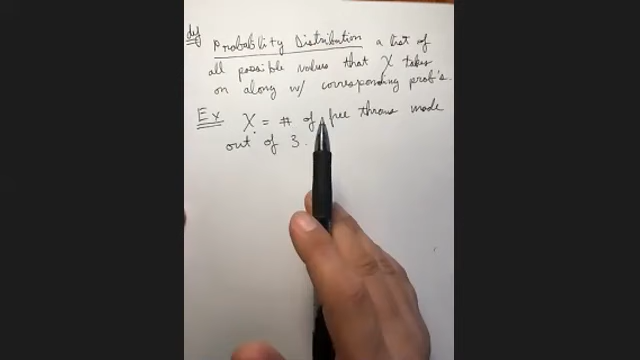 def Probability Distribution a list of
all possible values that X takes
on along w/ corresponding prob's.
Ex X = # of free throws made
out of 3.